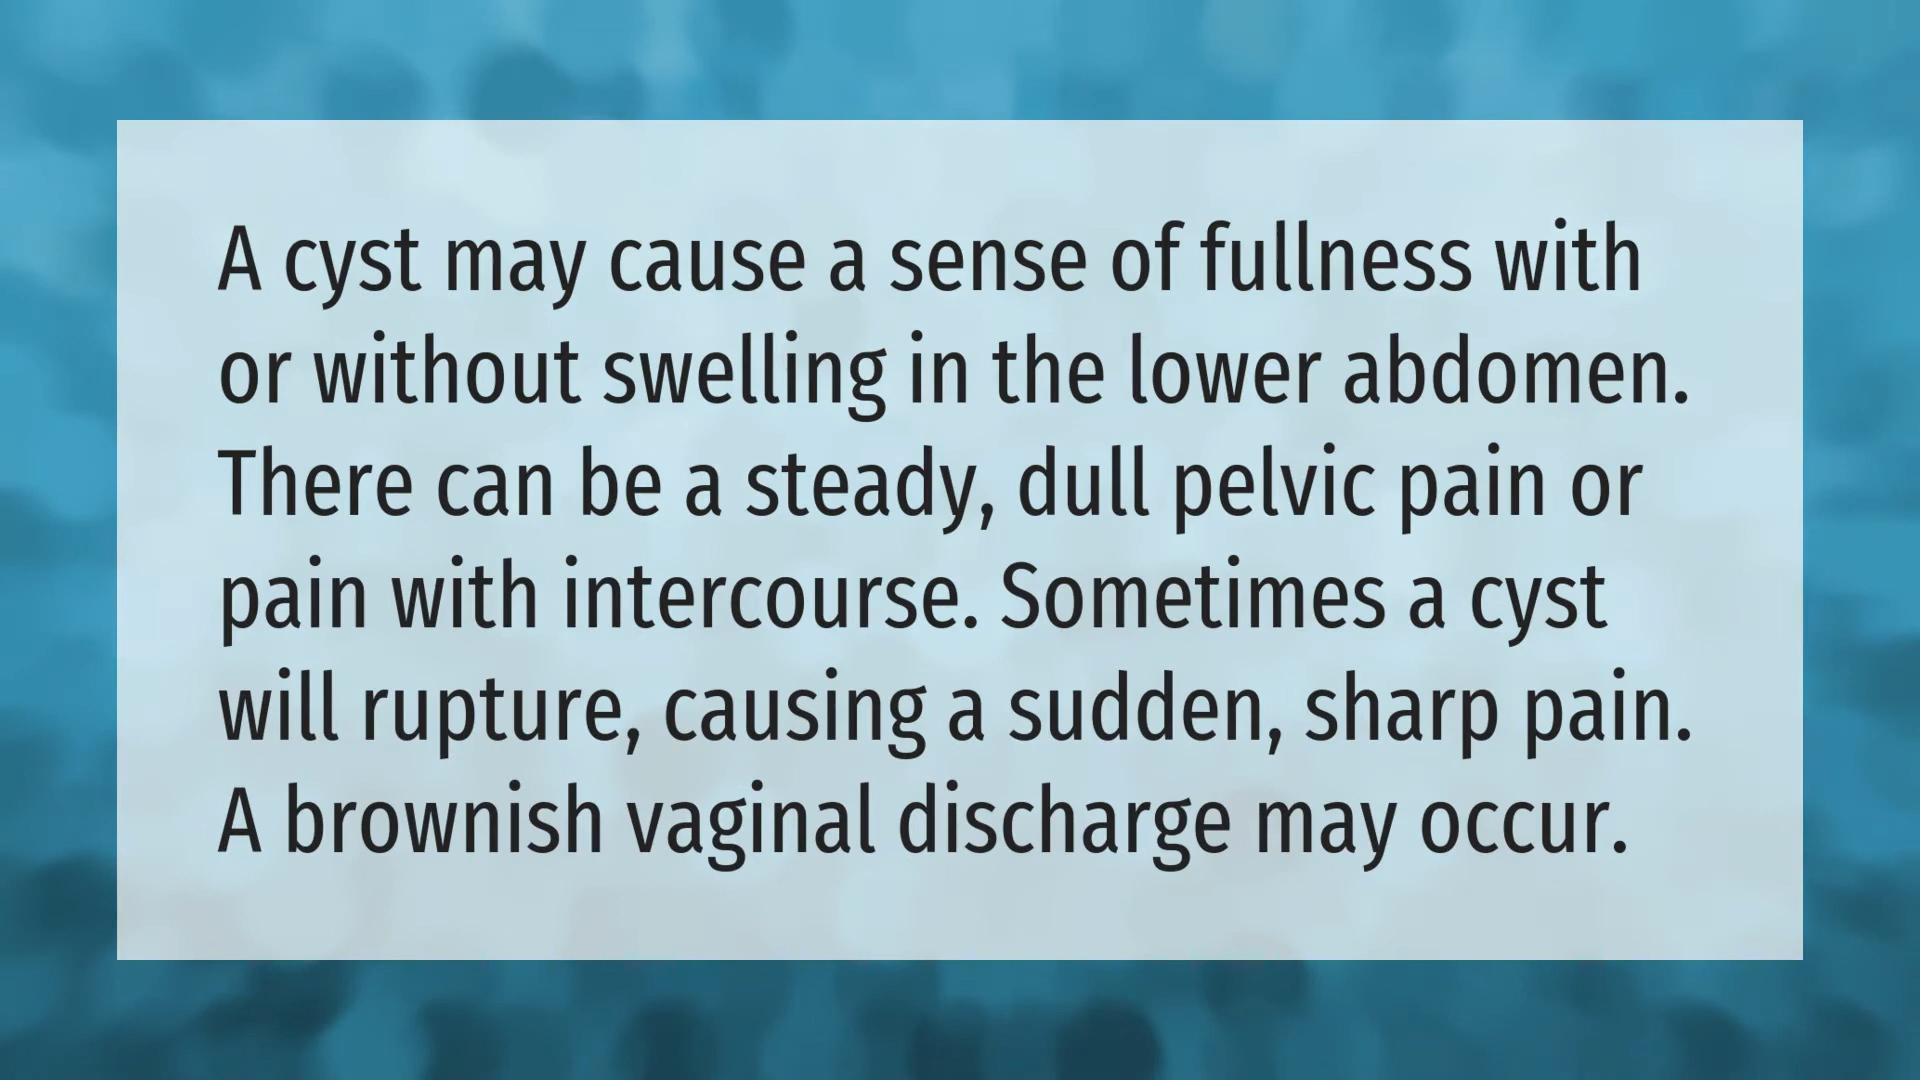 A cyst may cause a sense of fullness with
or without swelling in the lower abdomen.
There can be a steady, dull pelvic pain or
pain with intercourse. Sometimes a cyst
will rupture, causing a sudden, sharp pain.
A brownish vaginal discharge may occur.